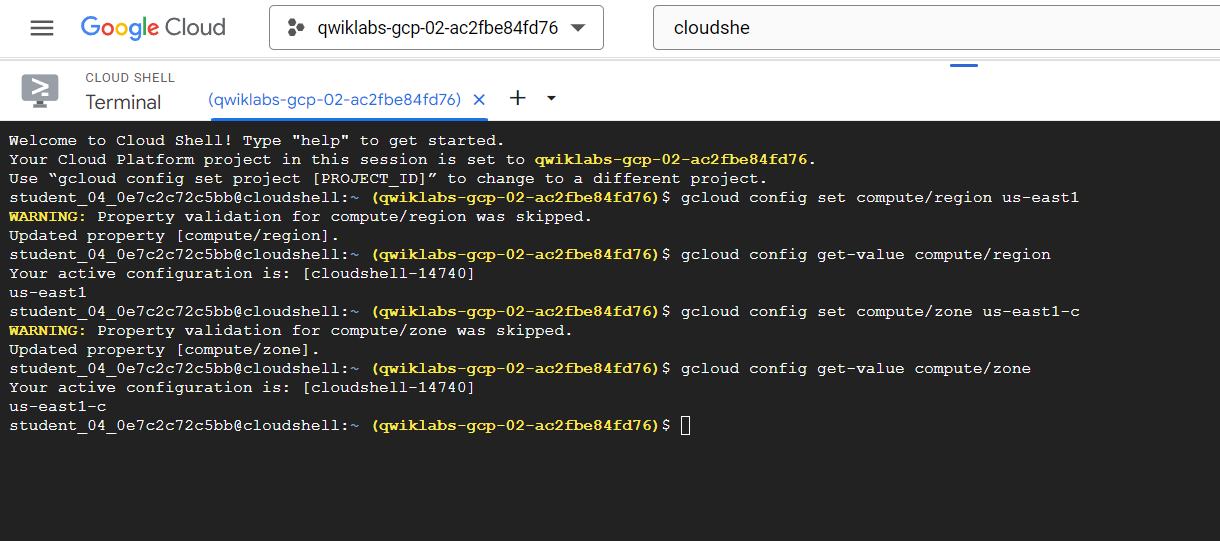 Google Cloud
qwiklabs-gcp-02-ac2fbe84fd76
cloudshe
CLOUD SHELL
Terminal
(qwiklabs-gcp-02-ac2fbe84fd76)
Welcome to Cloud Shell! Type "help" to get started.
Your Cloud Platform project in this session is set to qwiklabs-gcp-02-ac2fbe84fd76.
Use “gcloud config set project [PROJECT_ID]” to change to a different project.
student_04_0e7c2c72c5bb@cloudshell:~ (qwiklabs-gcp-02-ac2fbe84fd76)$ gcloud config set compute/region us-east1
WARNING: Property validation for compute/region was skipped.
Updated property [compute/region].
student_04_0e7c2c72c5bb@cloudshell:~ (qwiklabs-gcp-02-ac2fbe84fd76)$ gcloud config get-value compute/region
Your active configuration is: [cloudshell-14740]
us-east1
student_04_0e7c2c72c5bb@cloudshell:~ (qwiklabs-gcp-02-ac2fbe84fd76)$ gcloud config set compute/zone us-east1-c
WARNING: Property validation for compute/zone was skipped.
Updated property [compute/zone].
student_04_0e7c2c72c5bb@cloudshell:~ (qwiklabs-gcp-02-ac2fbe84fd76)$ gcloud config get-value compute/zone
Your active configuration is: [cloudshell-14740]
us-east1-c
student_04_0e7c2c72c5bb@cloudshell:~ (qwiklabs-gcp-02-ac2fbe84fd76)$